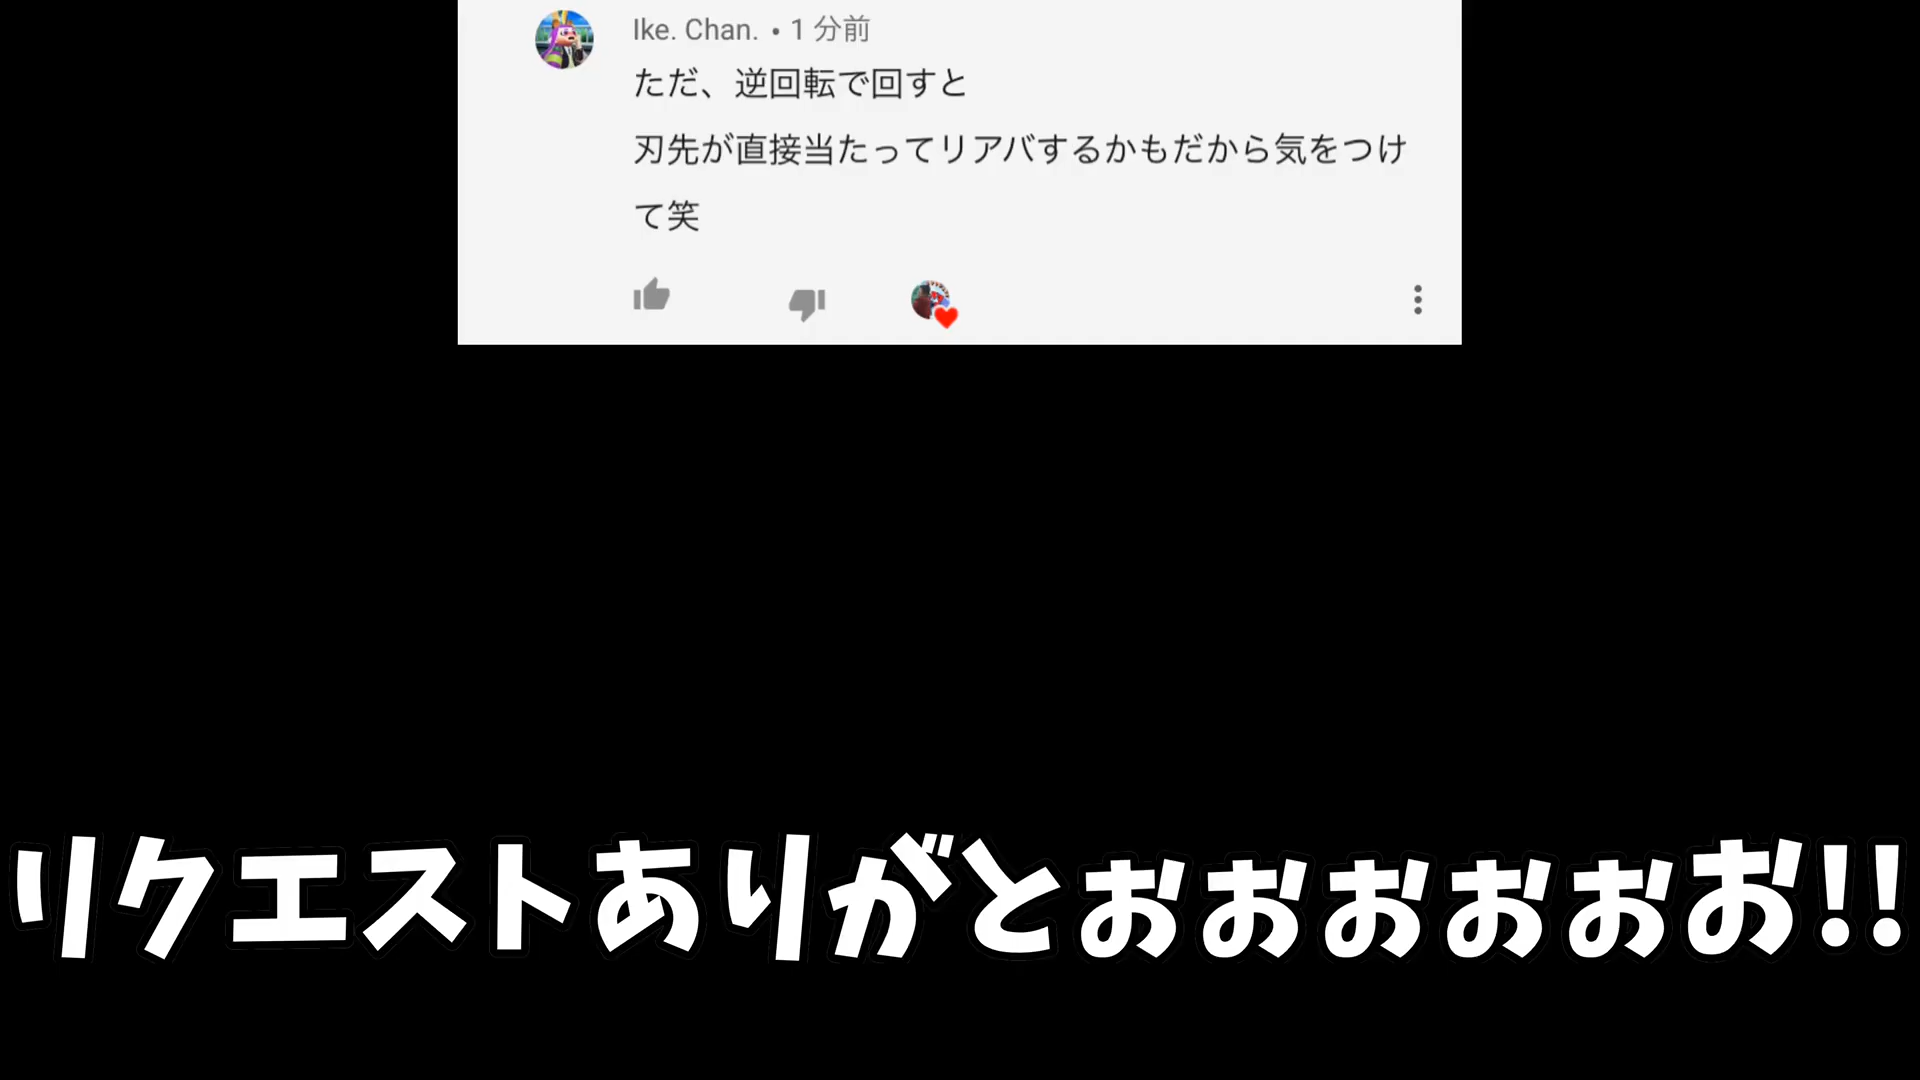 Ike. Chan. • 1 分前
ただ、逆回転で回すと
刃先が直接当たってリアバするかもだから気をつけ
て笑
リクエストありがとぉぉぉぉぉお!!